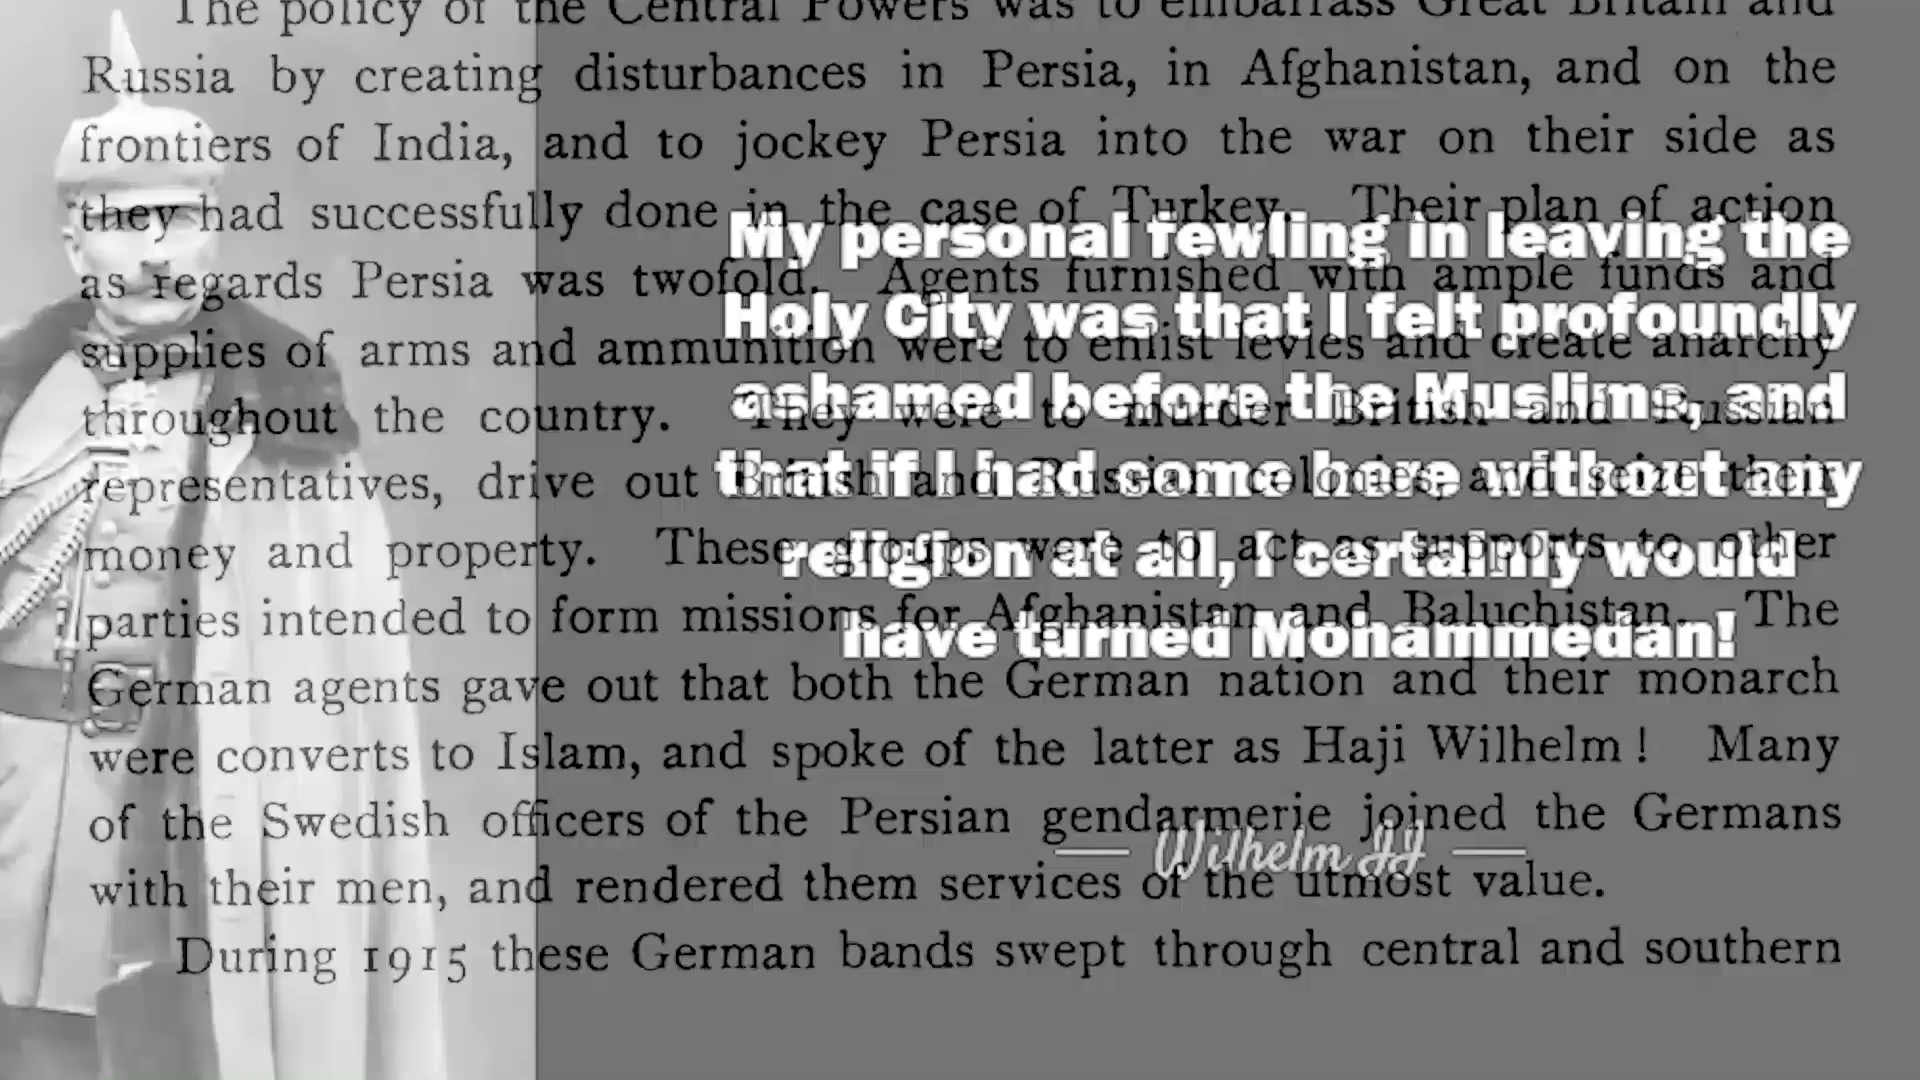 The policy of the Central Powers was to embarrass Great Britain and
Russia by creating disturbances in Persia, in Afghanistan, and on the
frontiers of India, and to jockey Persia into the war on their side as
they had successfully done in the case of Turkey. Their plan of action
as regards Persia was twofold. Agents furnished with ample funds and
supplies of arms and ammunition were to enlist levies and create anarchy
throughout the country. They were to murder British and Russian
representatives, drive out British and Russian colonies, and seize their
money and property. These groups were to act as supports to other
parties intended to form missions for Afghanistan and Baluchistan. The
German agents gave out that both the German nation and their monarch
were converts to Islam, and spoke of the latter as Haji Wilhelm! Many
of the Swedish officers of the Persian gendarmerie joined the Germans
with their men, and rendered them services of the utmost value.
During 1915 these German bands swept through central and southern
My personal fewling in leaving the
Holy City was that I felt profoundly
ashamed before the Muslims, and
that if I had come here without any
religion at all, I certainly would
have turned Mohammedan!
Wilhelm II